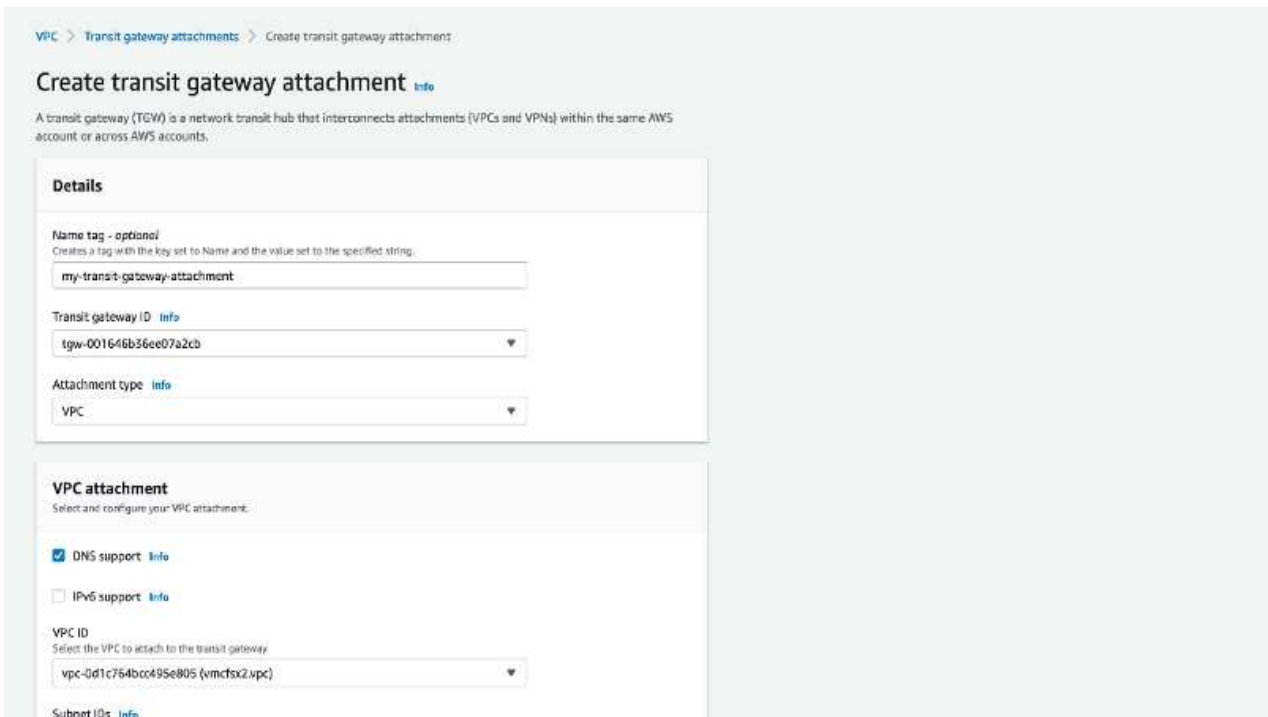 VPC > Transit gateway attachments > Create transit gateway attachment
Create transit gateway attachment Info
A transit gateway (TGW) is a network transit hub that interconnects attachments (VPCs and VPNs) within the same AWS
account or across AWS accounts.
Details
Name tag - optional
Creates a tag with the key set to Name and the value set to the specified string.
my-transit-gateway-attachment
Transit gateway ID Info
tgw-001646b36ee07a2cb
Attachment type Info
VPC
VPC attachment
Select and configure your VPC attachment.
DNS support Info
IPv6 support Info
VPC ID
Select the VPC to attach to the transit gateway.
vpc-0d1c764bcc495e805 (vmcfsx2.vpc)
Subnet IDs Info